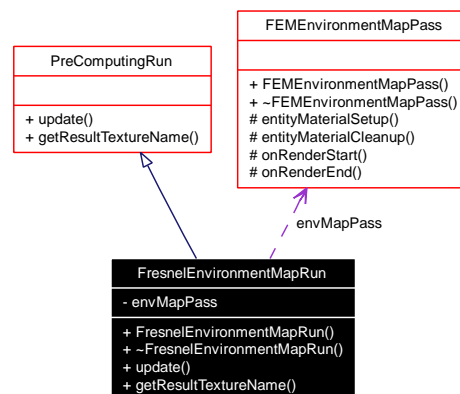 FEMEnvironmentMapPass
+ FEMEnvironmentMapPass()
+ ~FEMEnvironmentMapPass()
# entityMaterialSetup()
# entityMaterialCleanup()
# onRenderStart()
# onRenderEnd()
PreComputingRun
+ update()
+ getResultTextureName()
envMapPass
FresnelEnvironmentMapRun
- envMapPass
+ FresnelEnvironmentMapRun()
+ ~FresnelEnvironmentMapRun()
+ update()
+ getResultTextureName()